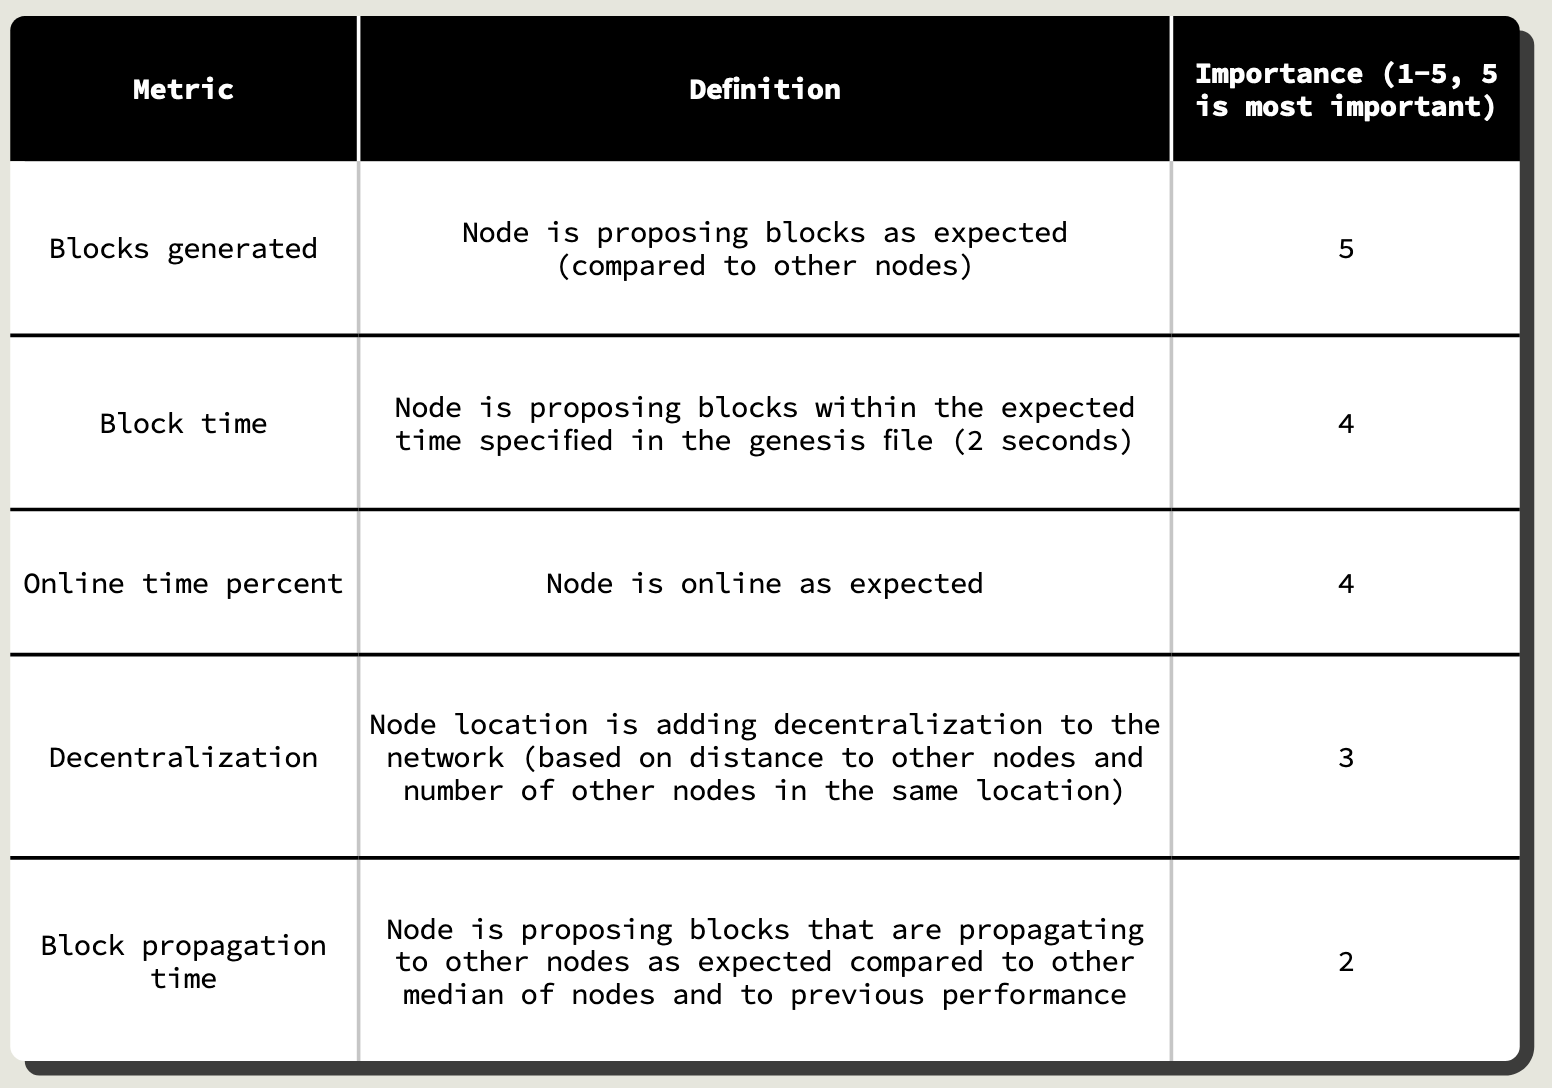 Metric
Definition
Importance (1-5, 5
is most important)
Blocks generated
Node is proposing blocks as expected
(compared to other nodes)
5
Block time
Node is proposing blocks within the expected
time specified in the genesis file (2 seconds)
4
Online time percent
Node is online as expected
4
Decentralization
Node location is adding decentralization to the
network (based on distance to other nodes and
number of other nodes in the same location)
3
Block propagation
time
Node is proposing blocks that are propagating
to other nodes as expected compared to other
median of nodes and to previous performance
2